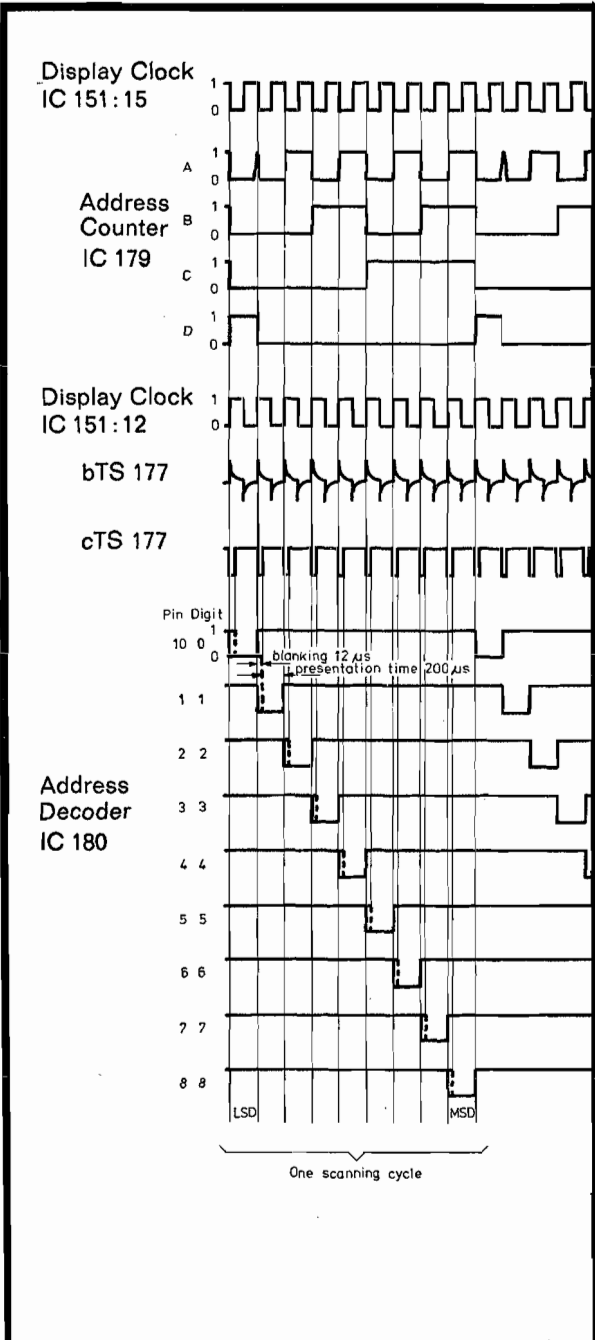 Display Clock
IC 151:15
1
0
A
1
0
Address
Counter
IC 179
B
1
0
C
1
0
D
1
0
Display Clock
IC 151:12
1
0
bTS 177
cTS 177
Pin Digit
10 0
1
0
blanking 12 µs
presentation time 200 µs
1 1
2 2
Address
Decoder
IC 180
3 3
4 4
5 5
6 6
7 7
8 8
LSD
MSD
One scanning cycle